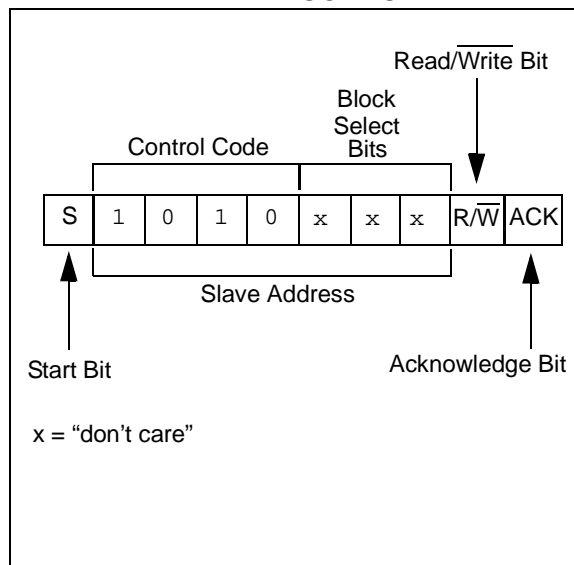 Read/Write Bit
Block
Select
Bits
Control Code
S 1 0 1 0 x x x R/W ACK
Slave Address
Start Bit
Acknowledge Bit
x = “don’t care”